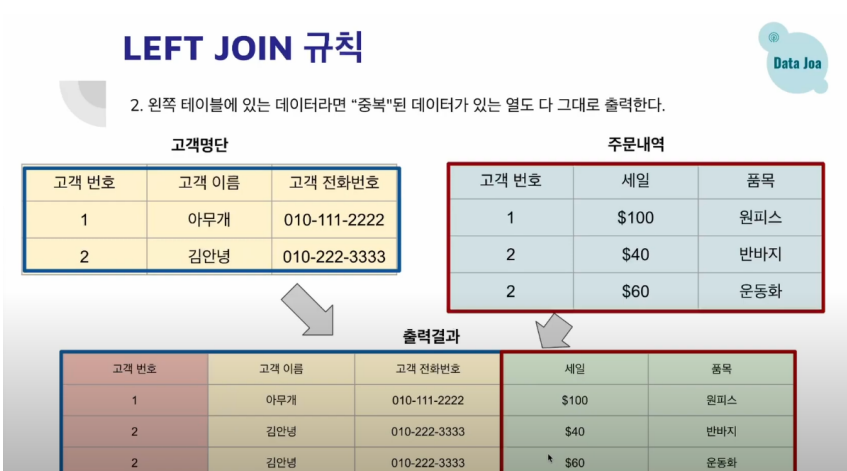 LEFT JOIN 규칙
Data Joa
2. 왼쪽 테이블에 있는 데이터라면 “중복"된 데이터가 있는 열도 다 그대로 출력한다.
고객명단
고객 번호 고객 이름 고객 전화번호
1 아무개 010-111-2222
2 김안녕 010-222-3333
주문내역
고객 번호 세일 품목
1 $100 원피스
2 $40 반바지
2 $60 운동화
출력결과
고객 번호 고객 이름 고객 전화번호 세일 품목
1 아무개 010-111-2222 $100 원피스
2 김안녕 010-222-3333 $40 반바지
2 김안녕 010-222-3333 $60 운동화